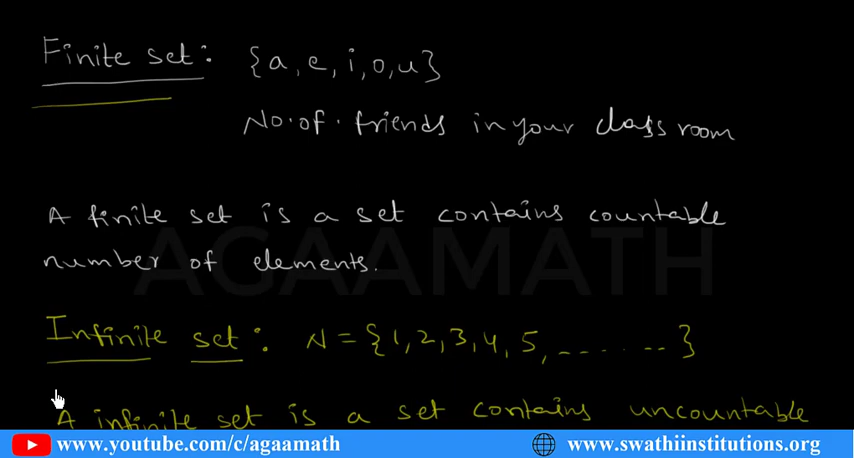 Finite set: {a, e, i, o, u}
No. of. friends in your class room
A finite set is a set contains countable
number of elements.
AGAAMATH
Infinite set: N = {1, 2, 3, 4, 5, ........}
A infinite set is a set contains uncountable
www.youtube.com/c/agaamath www.swathiinstitutions.org